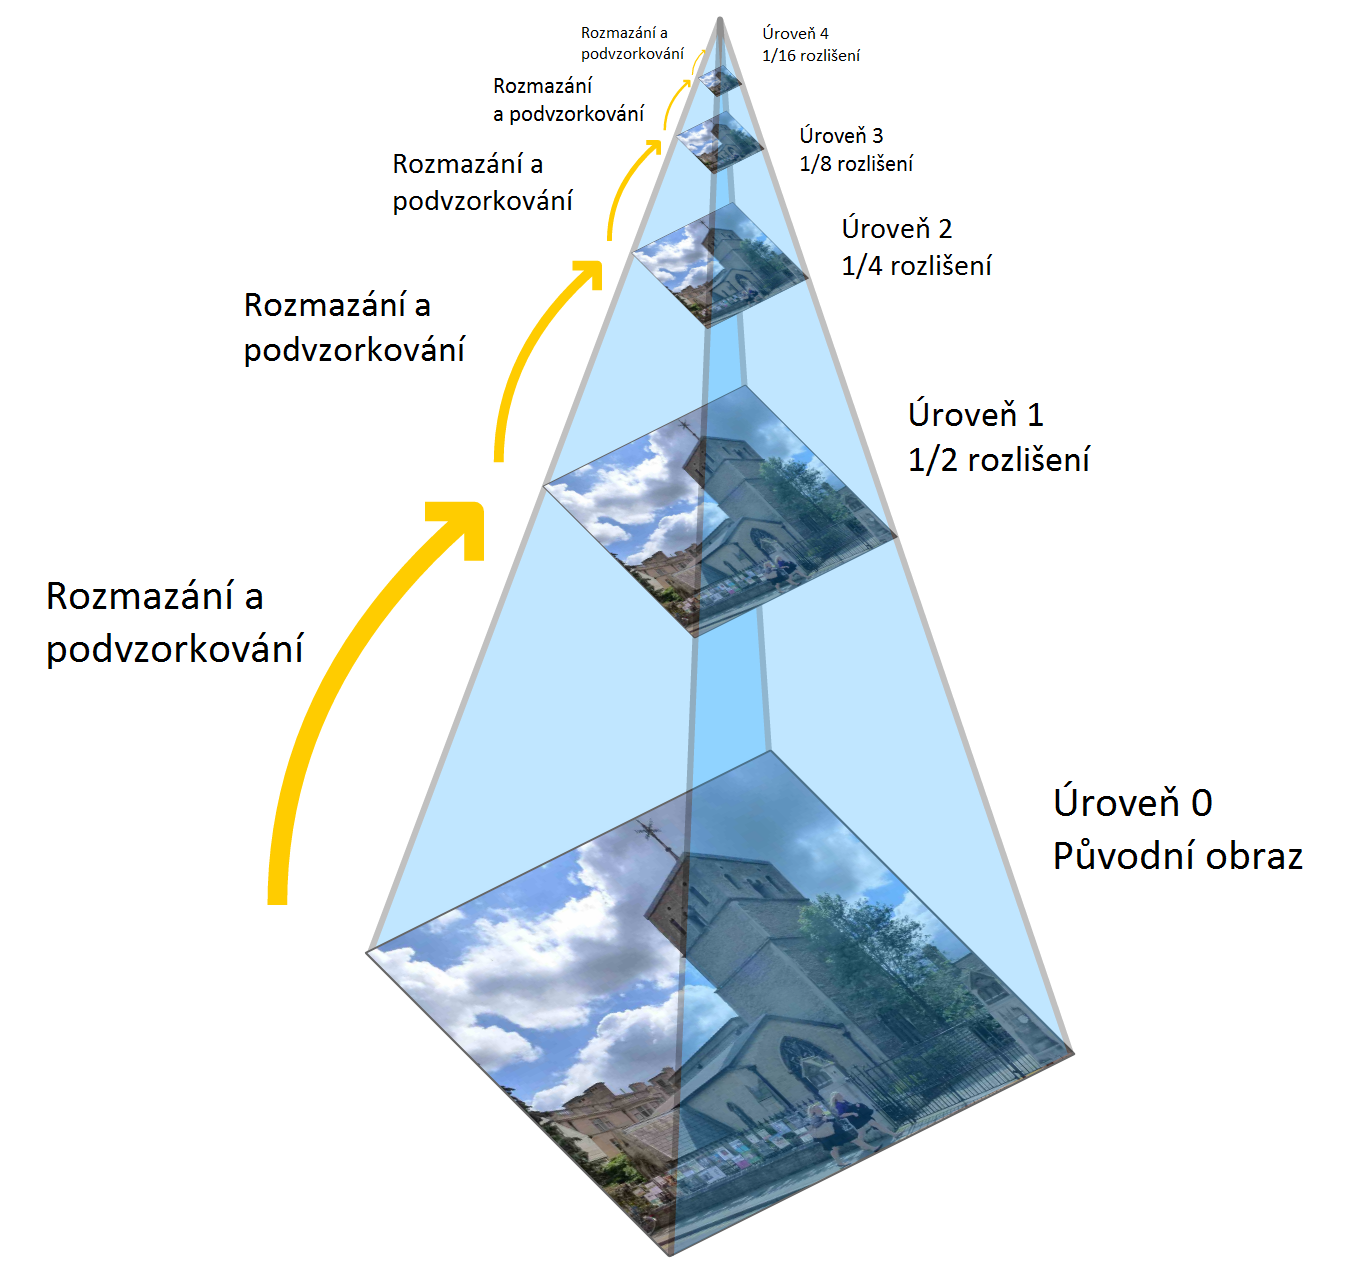 Rozmazání a
podvzorkování
Úroveň 4
1/16 rozlišení
Rozmazání
a podvzorkování
Úroveň 3
1/8 rozlišení
Rozmazání a
podvzorkování
Úroveň 2
1/4 rozlišení
Rozmazání a
podvzorkování
Úroveň 1
1/2 rozlišení
Rozmazání a
podvzorkování
Úroveň 0
Původní obraz